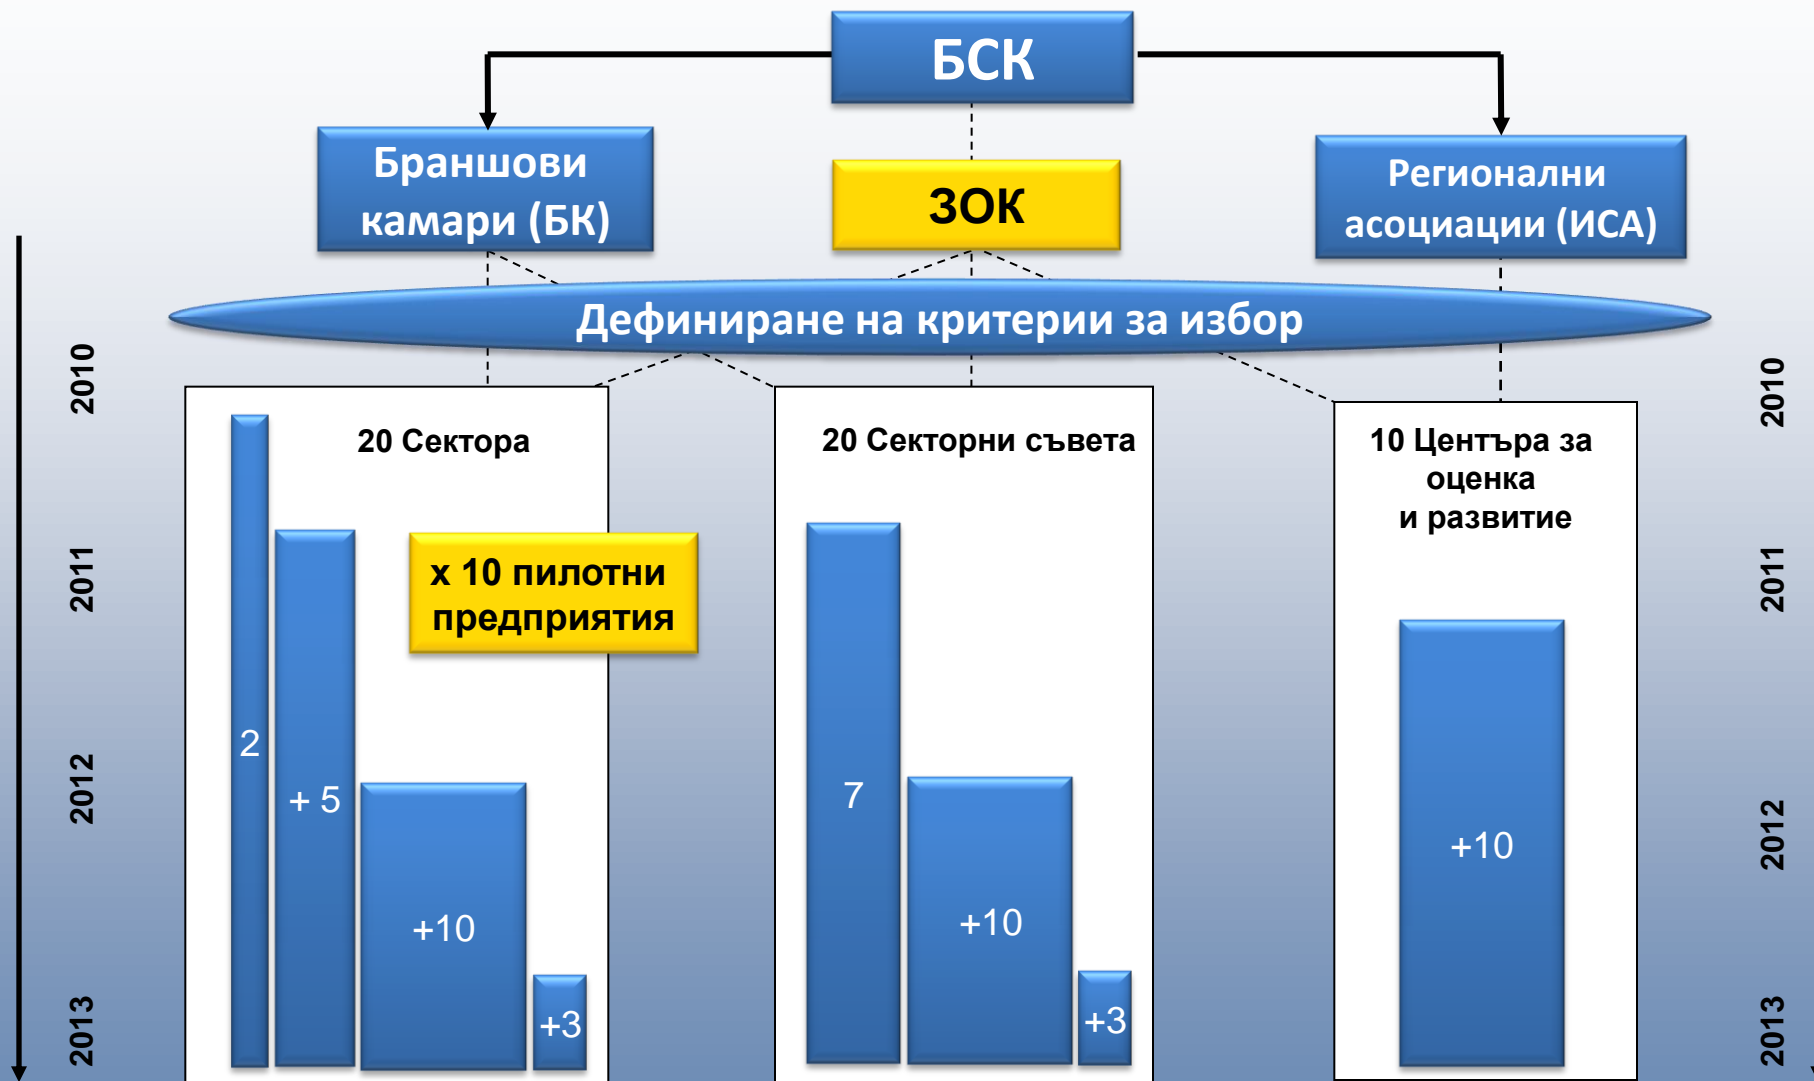 БСК
Браншови
камари (БК)
ЗОК
Регионални
асоциации (ИСА)
Дефиниране на критерии за избор
2010
2011
2012
2013
20 Сектора
х 10 пилотни
предприятия
2
+ 5
+10
+3
20 Секторни съвета
7
+10
+3
10 Центъра за
оценка
и развитие
+10
2010
2011
2012
2013